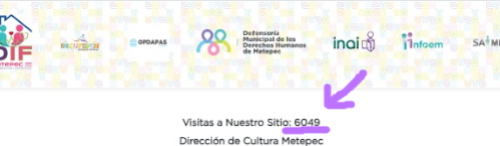 DIF
METEPEC
OPDAPAS
Defensoría
Municipal de los
Derechos Humanos
de Metepec
inai
infoem
Visitas a Nuestro Sitio: 6049
Dirección de Cultura Metepec